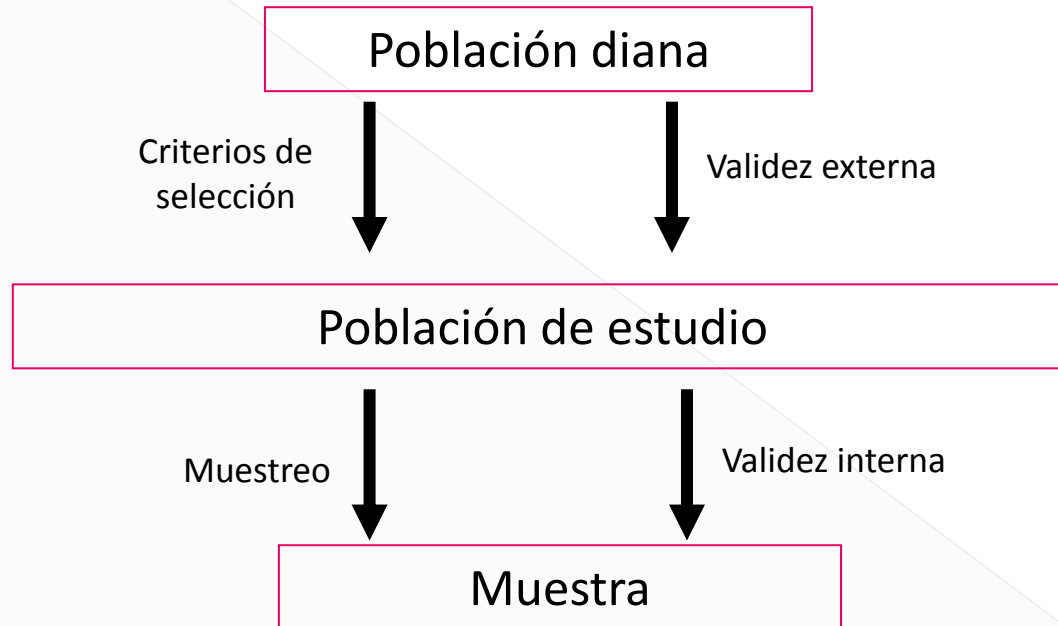 Población diana
Criterios de
selección
Validez externa
Población de estudio
Muestreo
Validez interna
Muestra